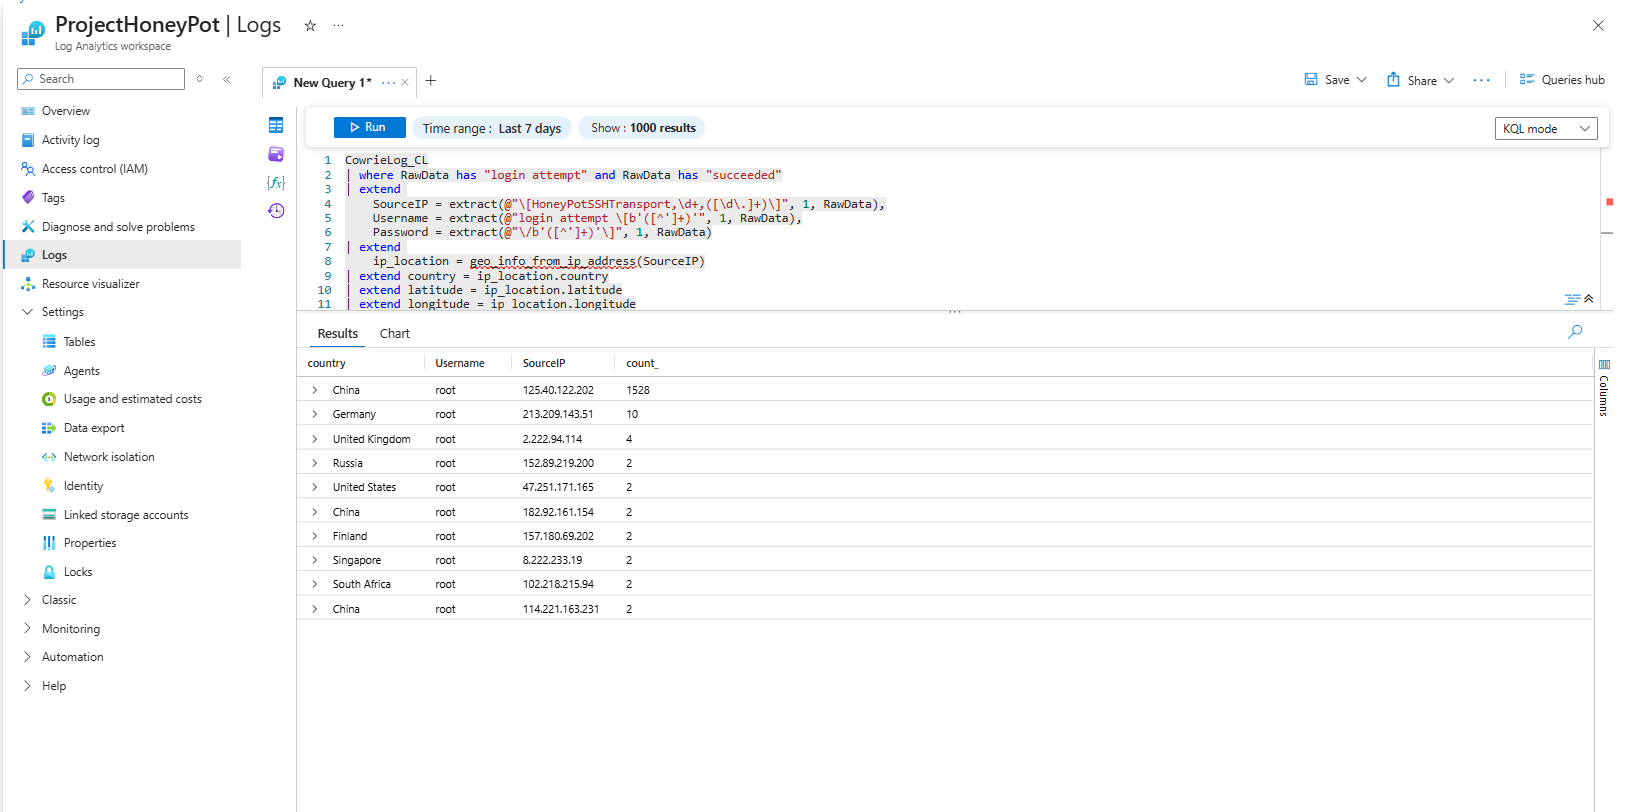 ProjectHoneyPot | Logs
Log Analytics workspace
Search
Overview
Activity log
Access control (IAM)
Tags
Diagnose and solve problems
Logs
Resource visualizer
Settings
Tables
Agents
Usage and estimated costs
Data export
Network isolation
Identity
Linked storage accounts
Properties
Locks
Classic
Monitoring
Automation
Help
New Query 1*
Save
Share
Queries hub
Run
Time range : Last 7 days
Show : 1000 results
KQL mode
1 CowrieLog_CL
2 | where RawData has "login attempt" and RawData has "succeeded"
3 | extend
4 SourceIP = extract(@"\[HoneyPotSSHTransport,\d+,([\d\.]+)\]", 1, RawData),
5 Username = extract(@"login attempt \[b'([^']+)'", 1, RawData),
6 Password = extract(@"\/b'([^']+)'\]", 1, RawData)
7 | extend
8 ip_location = geo_info_from_ip_address(SourceIP)
9 | extend country = ip_location.country
10 | extend latitude = ip_location.latitude
11 | extend longitude = ip_location.longitude
Results
Chart
country Username SourceIP count_
China root 125.40.122.202 1528
Germany root 213.209.143.51 10
United Kingdom root 2.222.94.114 4
Russia root 152.89.219.200 2
United States root 47.251.171.165 2
China root 182.92.161.154 2
Finland root 157.180.69.202 2
Singapore root 8.222.233.19 2
South Africa root 102.218.215.94 2
China root 114.221.163.231 2
Columns